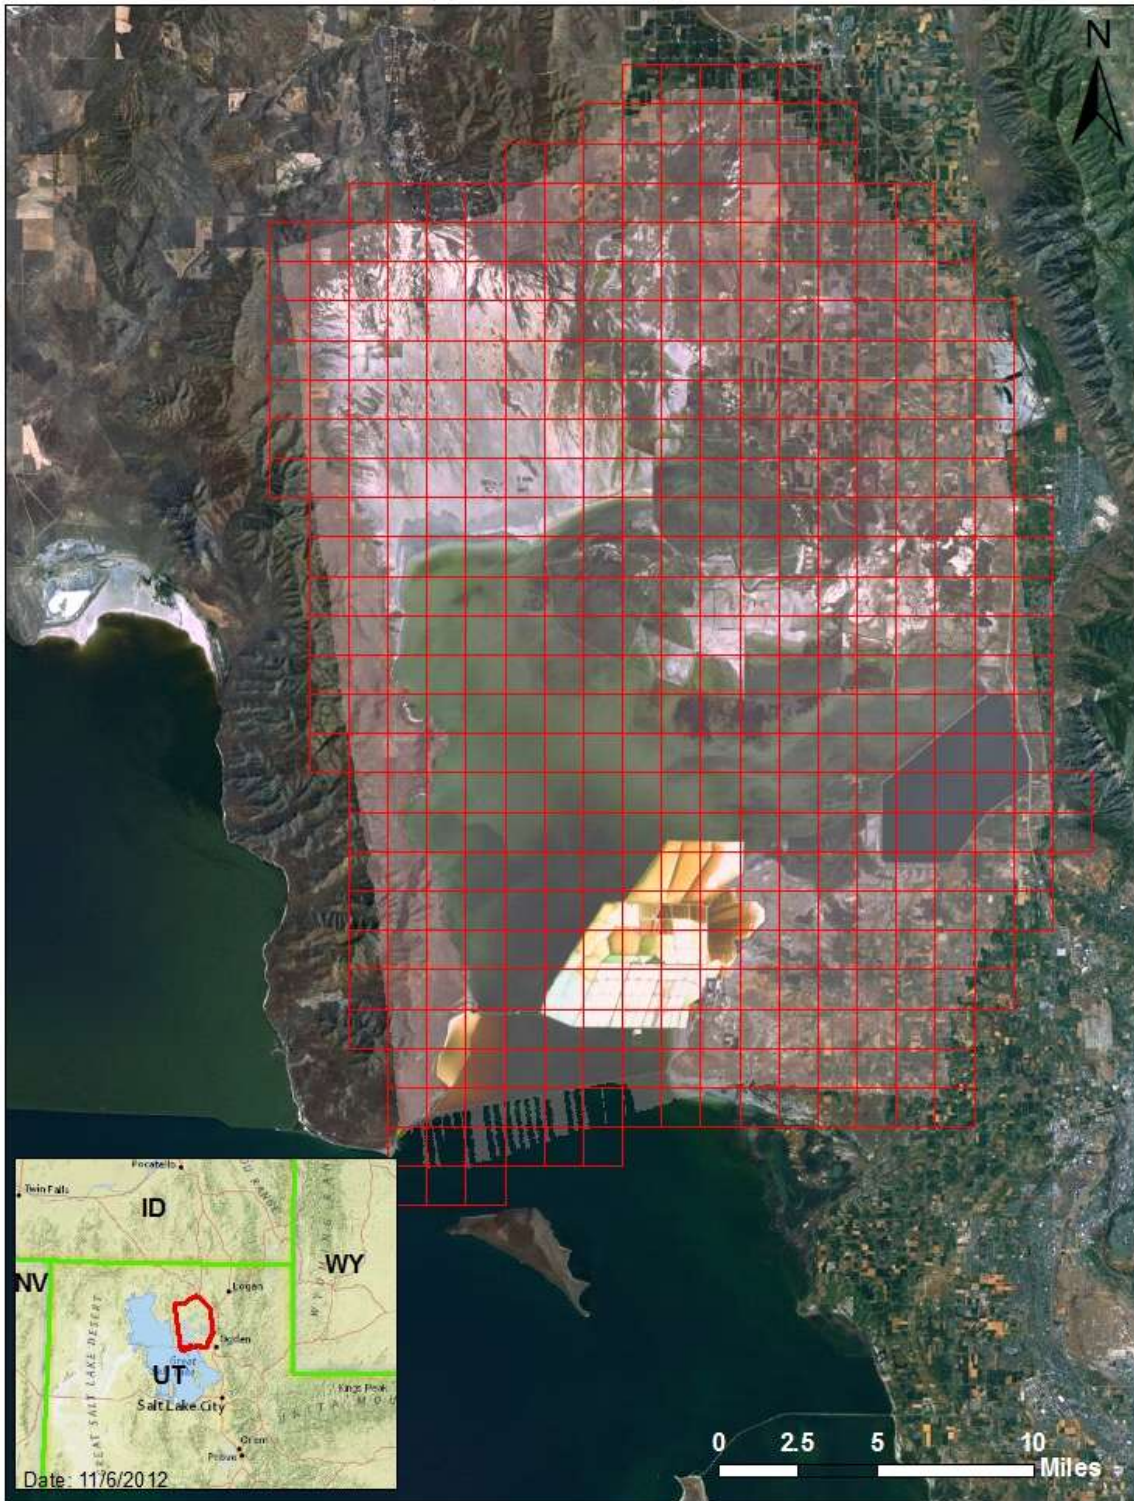 N
Pocatello
Twin Falls
ID
WY
NV
Logan
Ogden
Great
UT
GREAT SALT LAKE DESERT
Salt Lake City
Kings Peak
Orem
Provo
Date: 11/6/2012
0 2.5 5 10
Miles